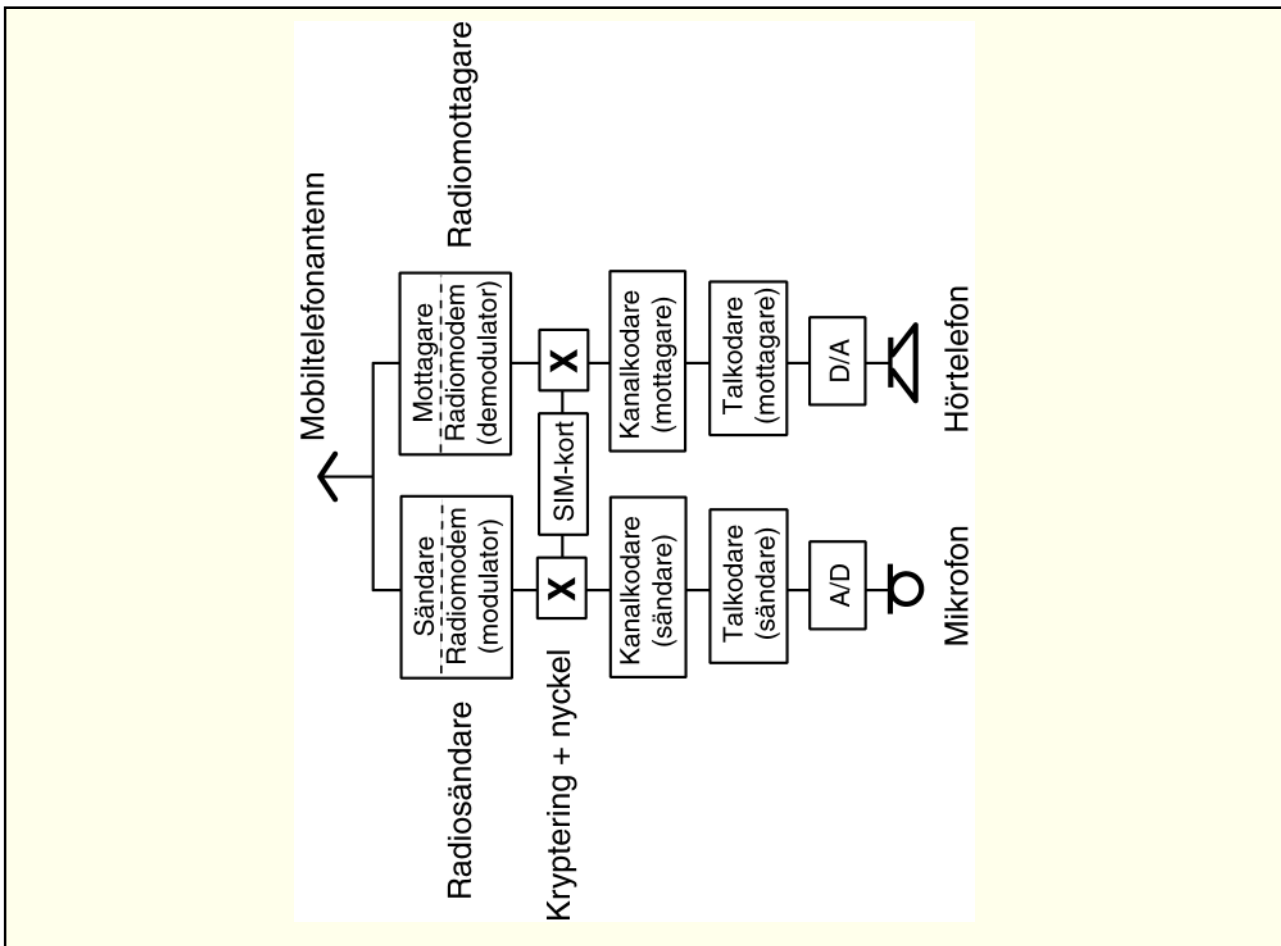 Mobiltelefonantenn
Radiosändare
Sändare
Radiomodem
(modulator)
Mottagare
Radiomodem
(demodulator)
Radiomottagare
Kryptering + nyckel
X
SIM-kort
X
Kanalkodare
(sändare)
Kanalkodare
(mottagare)
Talkodare
(sändare)
Talkodare
(mottagare)
A/D
D/A
Mikrofon
Hörtelefon